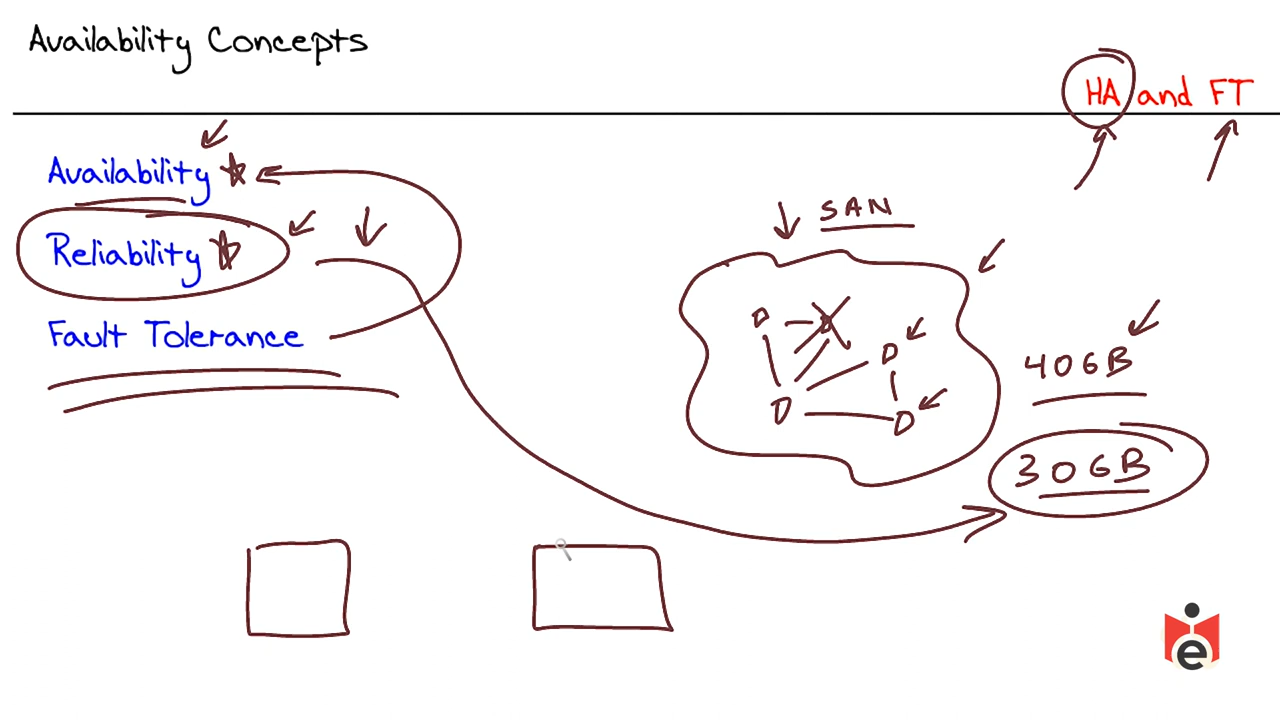 Availability Concepts
HA and FT
Availability
Reliability
Fault Tolerance
SAN
D D
D
D D
40GB
30GB
e